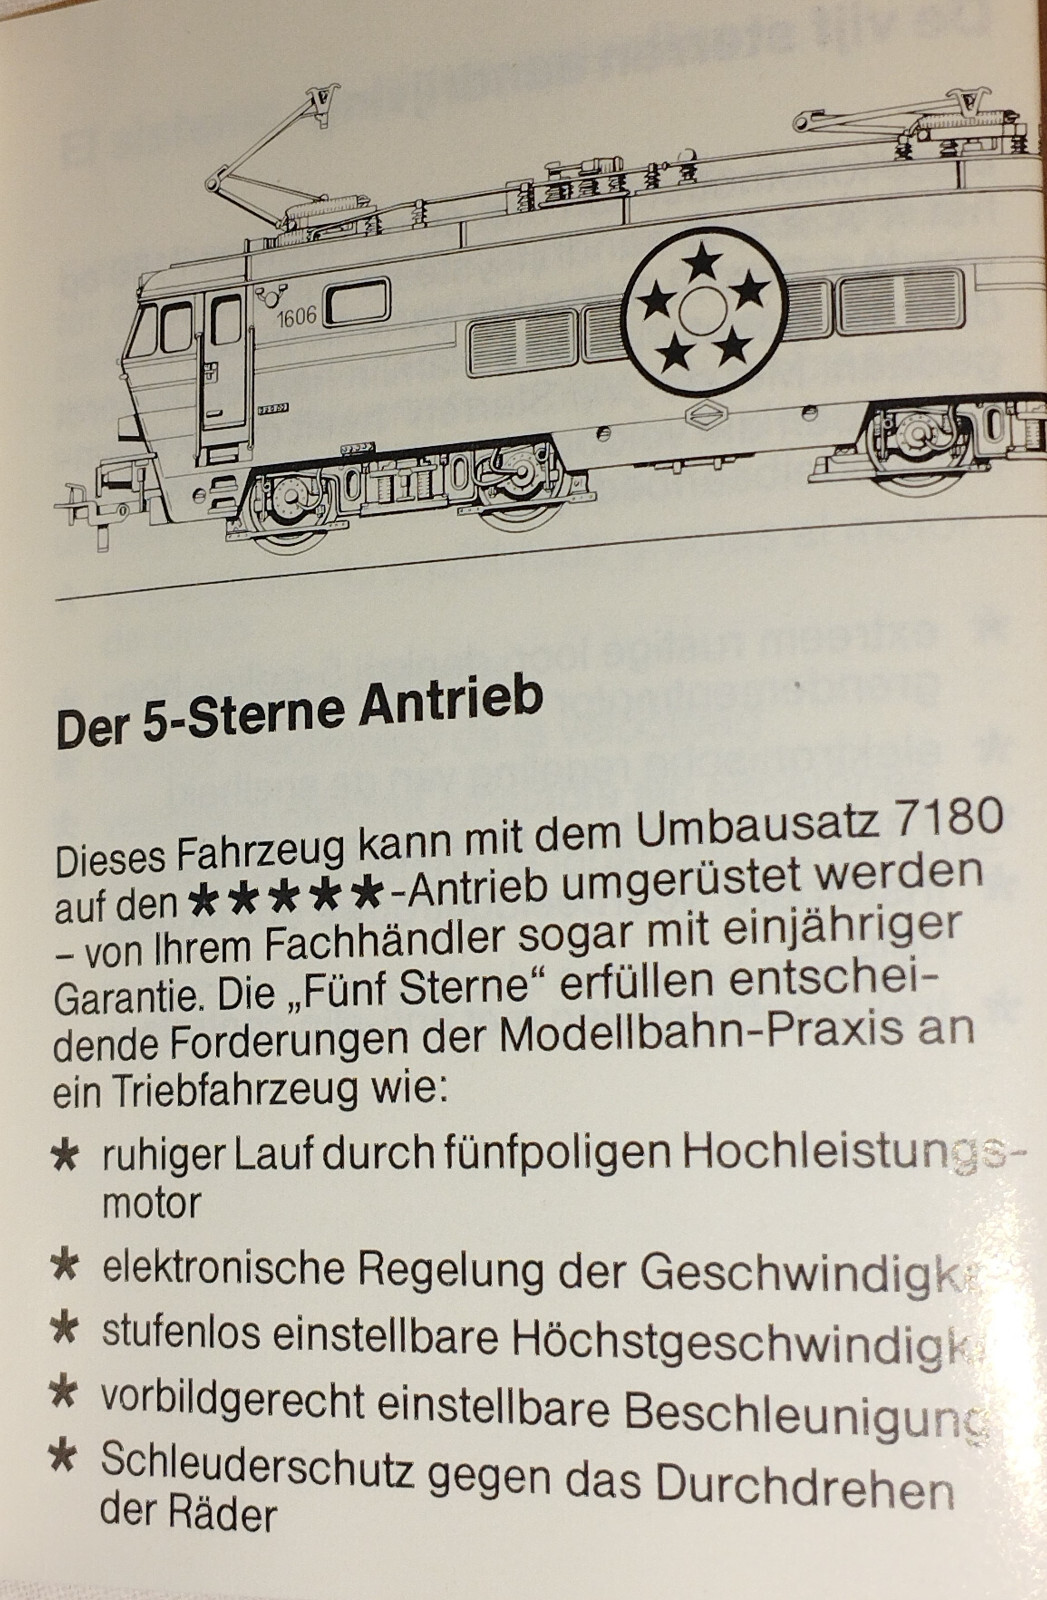 1606
Der 5-Sterne Antrieb
Dieses Fahrzeug kann mit dem Umbausatz 7180
auf den ★★★★★-Antrieb umgerüstet werden
– von Ihrem Fachhändler sogar mit einjähriger
Garantie. Die „Fünf Sterne“ erfüllen entschei-
dende Forderungen der Modellbahn-Praxis an
ein Triebfahrzeug wie:
★ ruhiger Lauf durch fünfpoligen Hochleistungs-
motor
★ elektronische Regelung der
★ stufenlos einstellbare
★ vorbildgerecht einstellbare Beschleunigung
★ Schleuderschutz gegen das Durchdrehen
der Räder